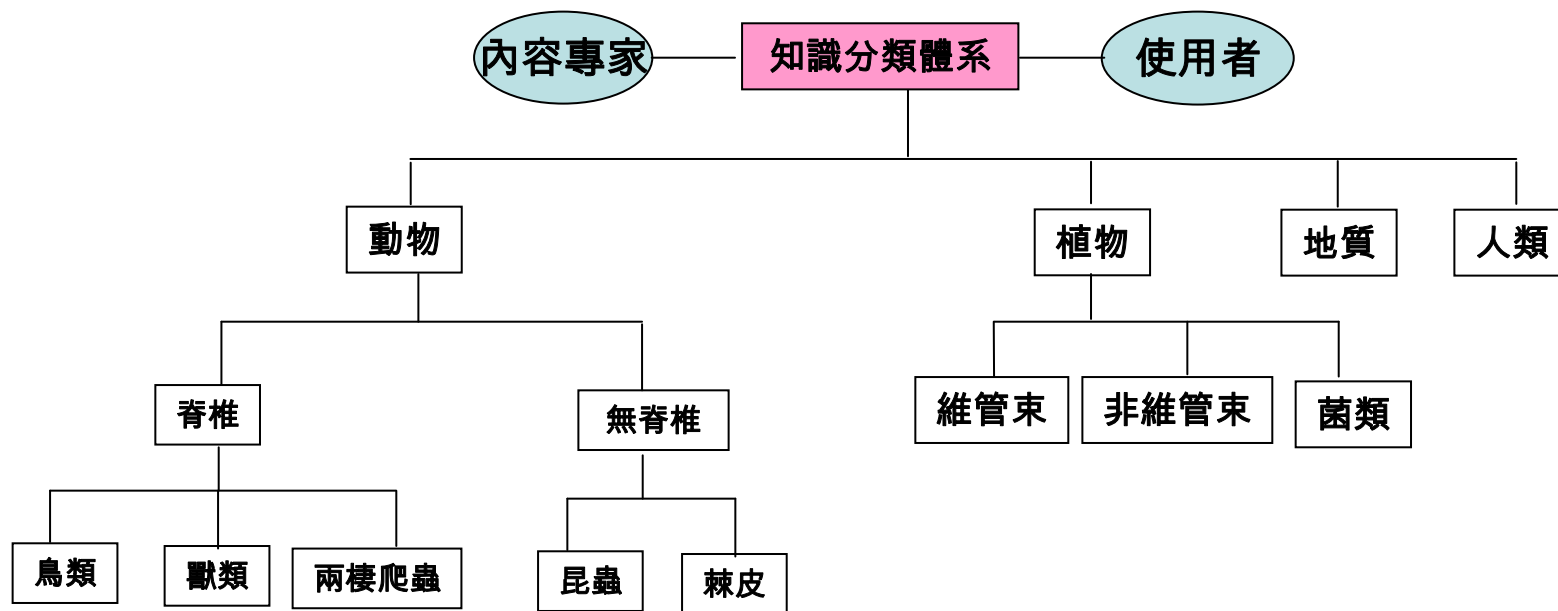 內容專家
知識分類體系
使用者
動物
植物
地質
人類
脊椎
無脊椎
維管束
非維管束
菌類
鳥類
獸類
兩棲爬蟲
昆蟲
棘皮